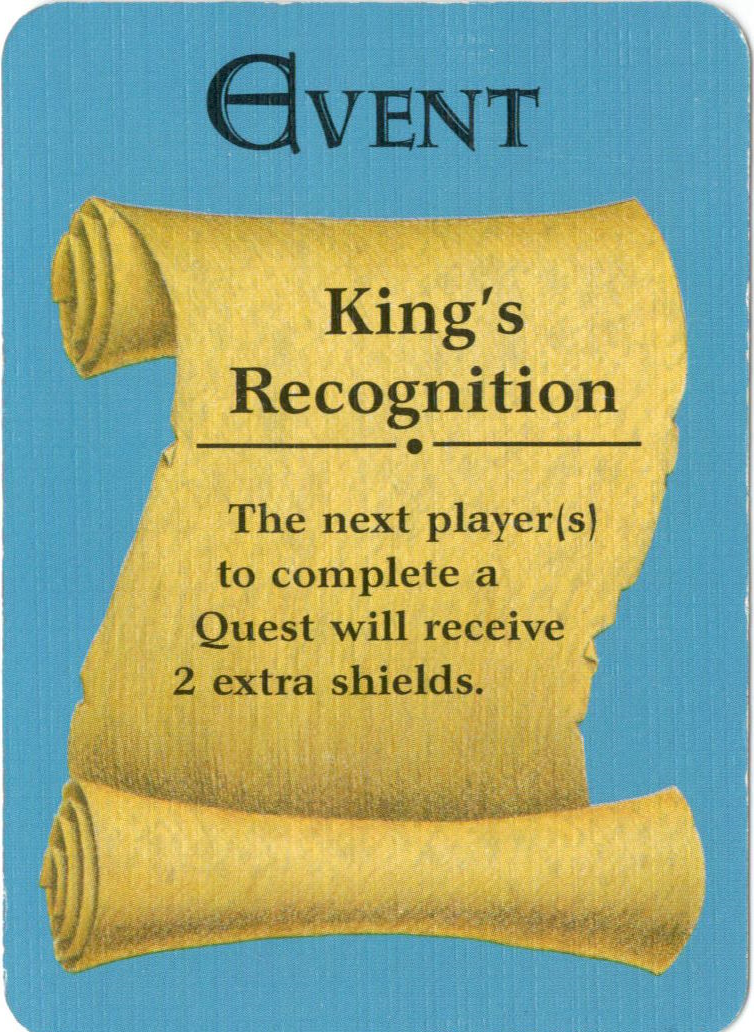 EVENT
King's
Recognition
The next player(s)
to complete a
Quest will receive
2 extra shields.